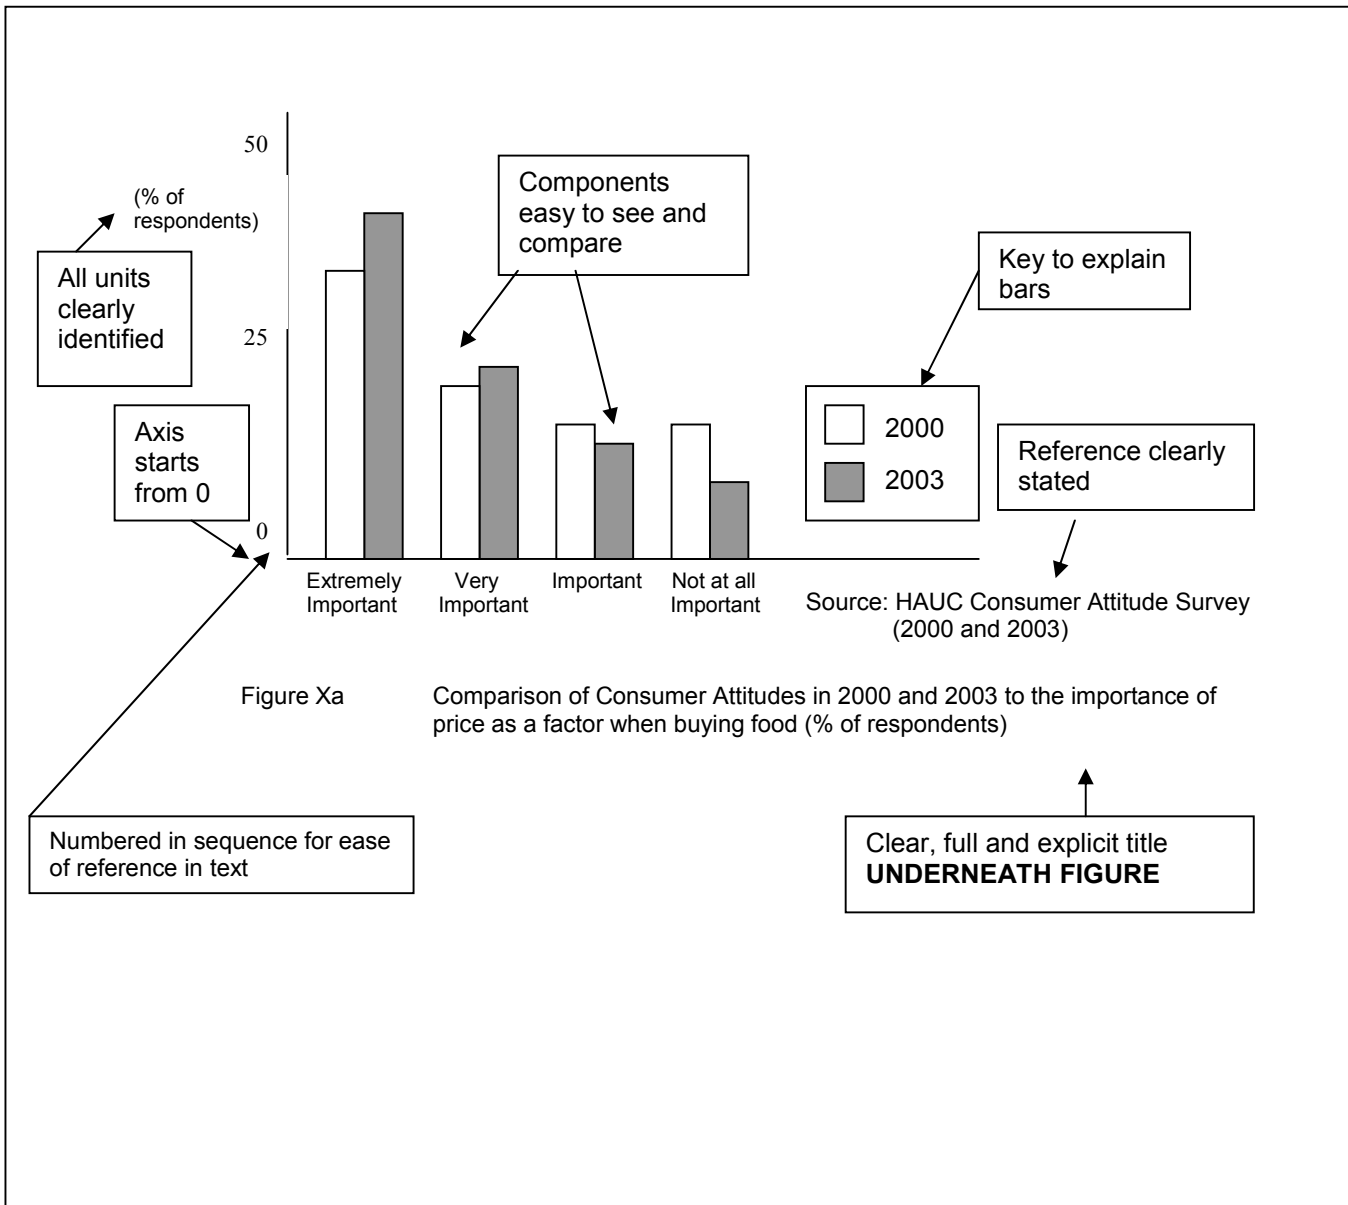 50
(% of
respondents)
25
0
All units
clearly
identified
Axis
starts
from 0
Components
easy to see and
compare
Key to explain
bars
2000
2003
Reference clearly
stated
Extremely
Important
Very
Important
Important
Not at all
Important
Source: HAUC Consumer Attitude Survey
(2000 and 2003)
Figure Xa
Comparison of Consumer Attitudes in 2000 and 2003 to the importance of
price as a factor when buying food (% of respondents)
Numbered in sequence for ease
of reference in text
Clear, full and explicit title
UNDERNEATH FIGURE